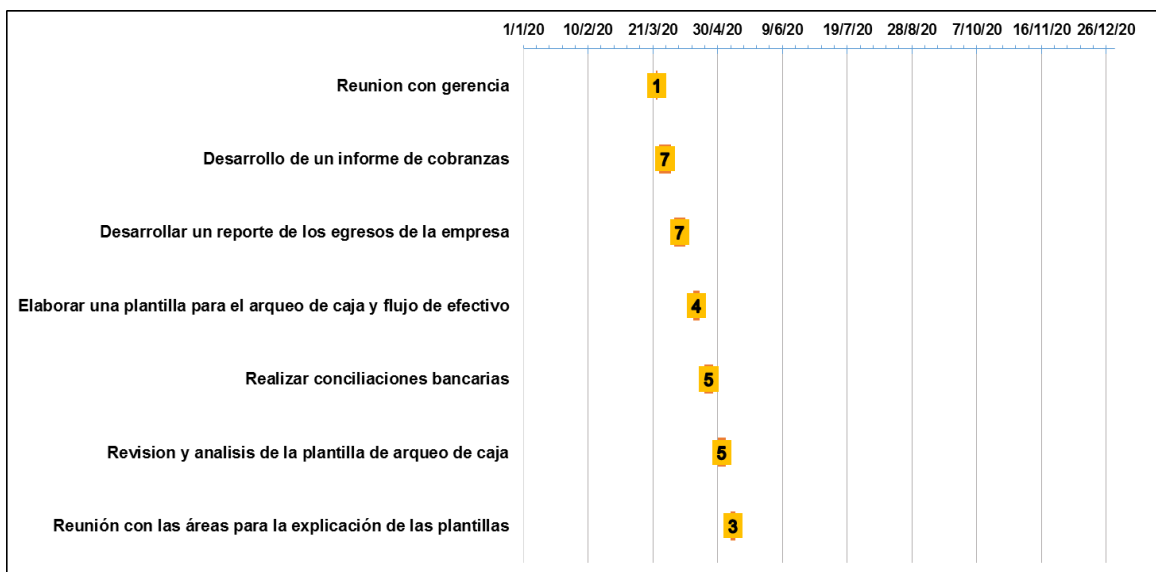 1/1/20 10/2/20 21/3/20 30/4/20 9/6/20 19/7/20 28/8/20 7/10/20 16/11/20 26/12/20
Reunion con gerencia 1
Desarrollo de un informe de cobranzas 7
Desarrollar un reporte de los egresos de la empresa 7
Elaborar una plantilla para el arqueo de caja y flujo de efectivo 4
Realizar conciliaciones bancarias 5
Revision y analisis de la plantilla de arqueo de caja 5
Reunión con las áreas para la explicación de las plantillas 3